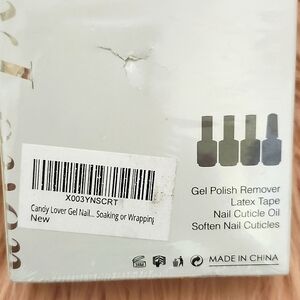 X003YNSCRT
Candy Lover Gel Nail... Soaking or Wrapping
New
Gel Polish Remover
Latex Tape
Nail Cuticle Oil
Soften Nail Cuticles
MADE IN CHINA